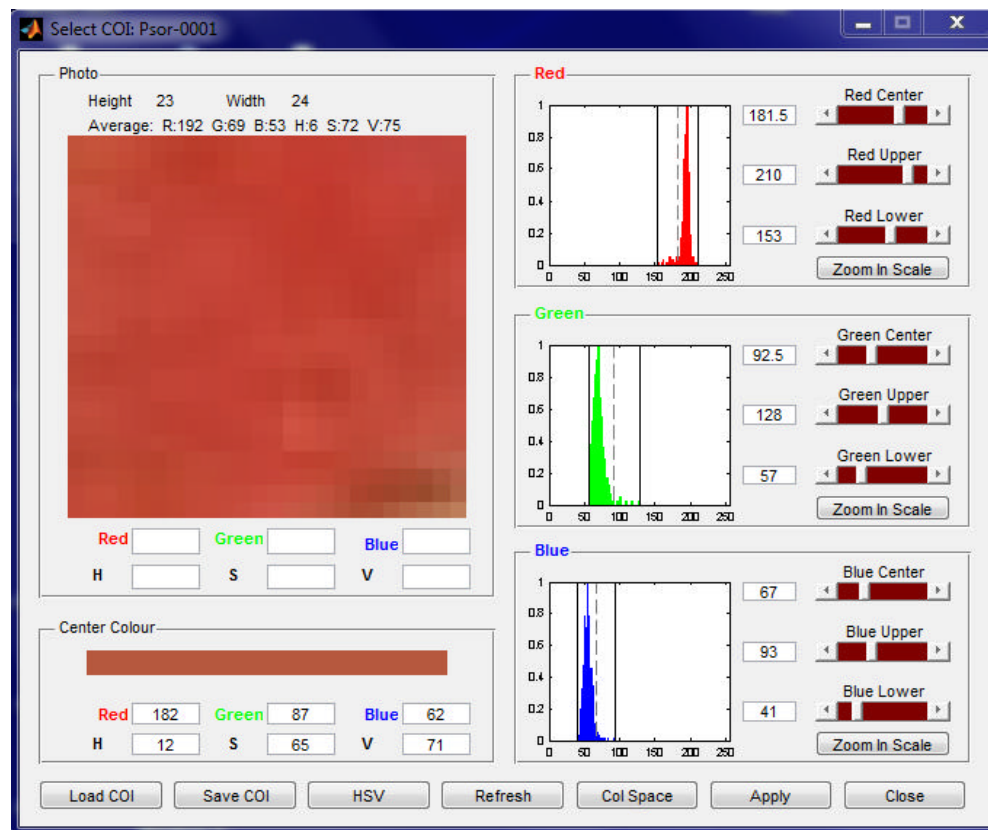 Select COI: Psor-0001
Photo
Height 23 Width 24
Average: R:192 G:69 B:53 H:6 S:72 V:75
Red Green Blue
H S V
Center Colour
Red 182 Green 87 Blue 62
H 12 S 65 V 71
Red
1
0.8
0.6
0.4
0.2
0
0 50 100 150 200 250
Red Center
181.5
Red Upper
210
Red Lower
153
Zoom In Scale
Green
1
0.8
0.6
0.4
0.2
0
0 50 100 150 200 250
Green Center
92.5
Green Upper
128
Green Lower
57
Zoom In Scale
Blue
1
0.8
0.6
0.4
0.2
0
0 50 100 150 200 250
Blue Center
67
Blue Upper
93
Blue Lower
41
Zoom In Scale
Load COI Save COI HSV Refresh Col Space Apply Close